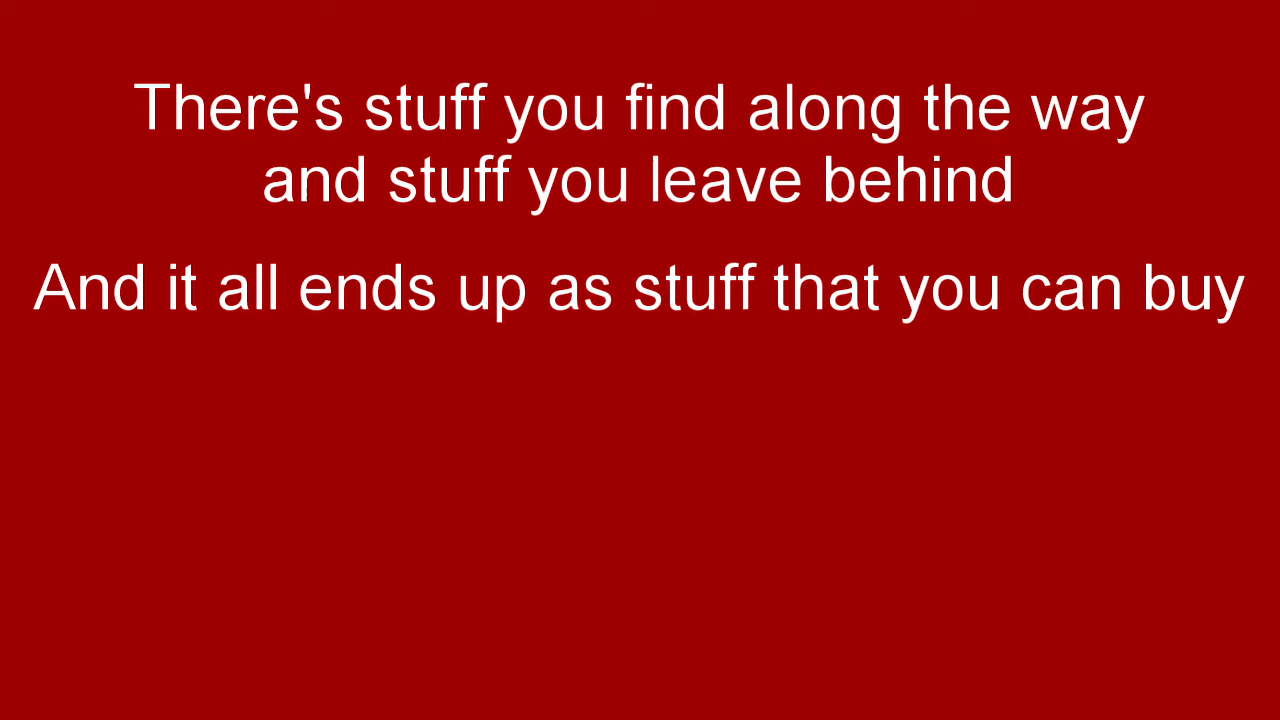 There's stuff you find along the way
and stuff you leave behind
And it all ends up as stuff that you can buy